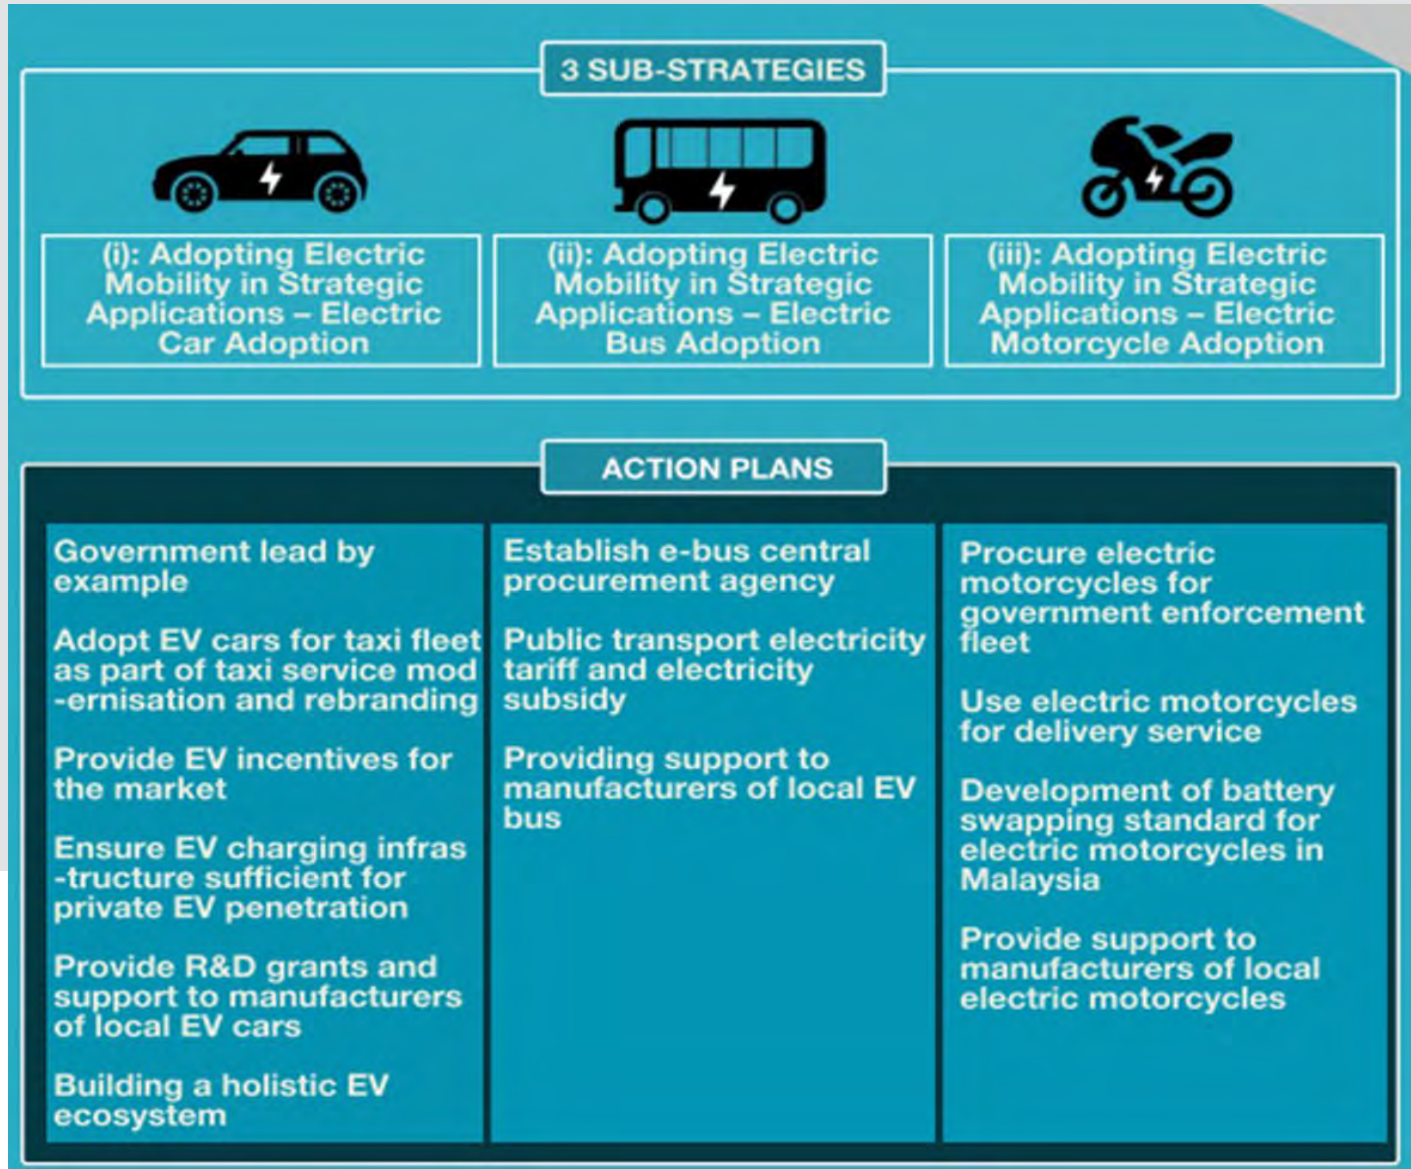 3 SUB-STRATEGIES
(i): Adopting Electric
Mobility in Strategic
Applications – Electric
Car Adoption
(ii): Adopting Electric
Mobility in Strategic
Applications – Electric
Bus Adoption
(iii): Adopting Electric
Mobility in Strategic
Applications – Electric
Motorcycle Adoption
ACTION PLANS
Government lead by
example
Adopt EV cars for taxi fleet
as part of taxi service mod
-ernisation and rebranding
Provide EV incentives for
the market
Ensure EV charging infras
-tructure sufficient for
private EV penetration
Provide R&D grants and
support to manufacturers
of local EV cars
Building a holistic EV
ecosystem
Establish e-bus central
procurement agency
Public transport electricity
tariff and electricity
subsidy
Providing support to
manufacturers of local EV
bus
Procure electric
motorcycles for
government enforcement
fleet
Use electric motorcycles
for delivery service
Development of battery
swapping standard for
electric motorcycles in
Malaysia
Provide support to
manufacturers of local
electric motorcycles